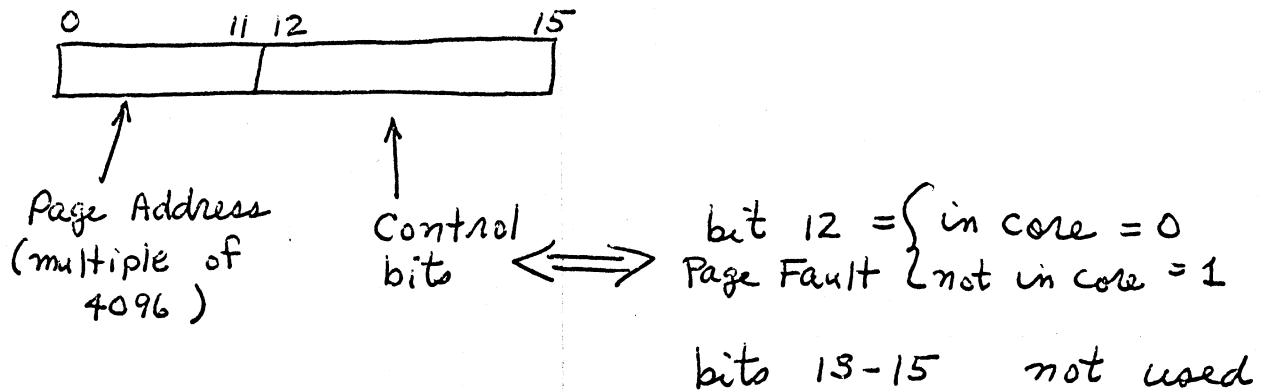 0 11 12 15
Page Address
(multiple of
4096)
Control
bits
bit 12 = { in core = 0
Page Fault { not in core = 1
bits 13-15 not used